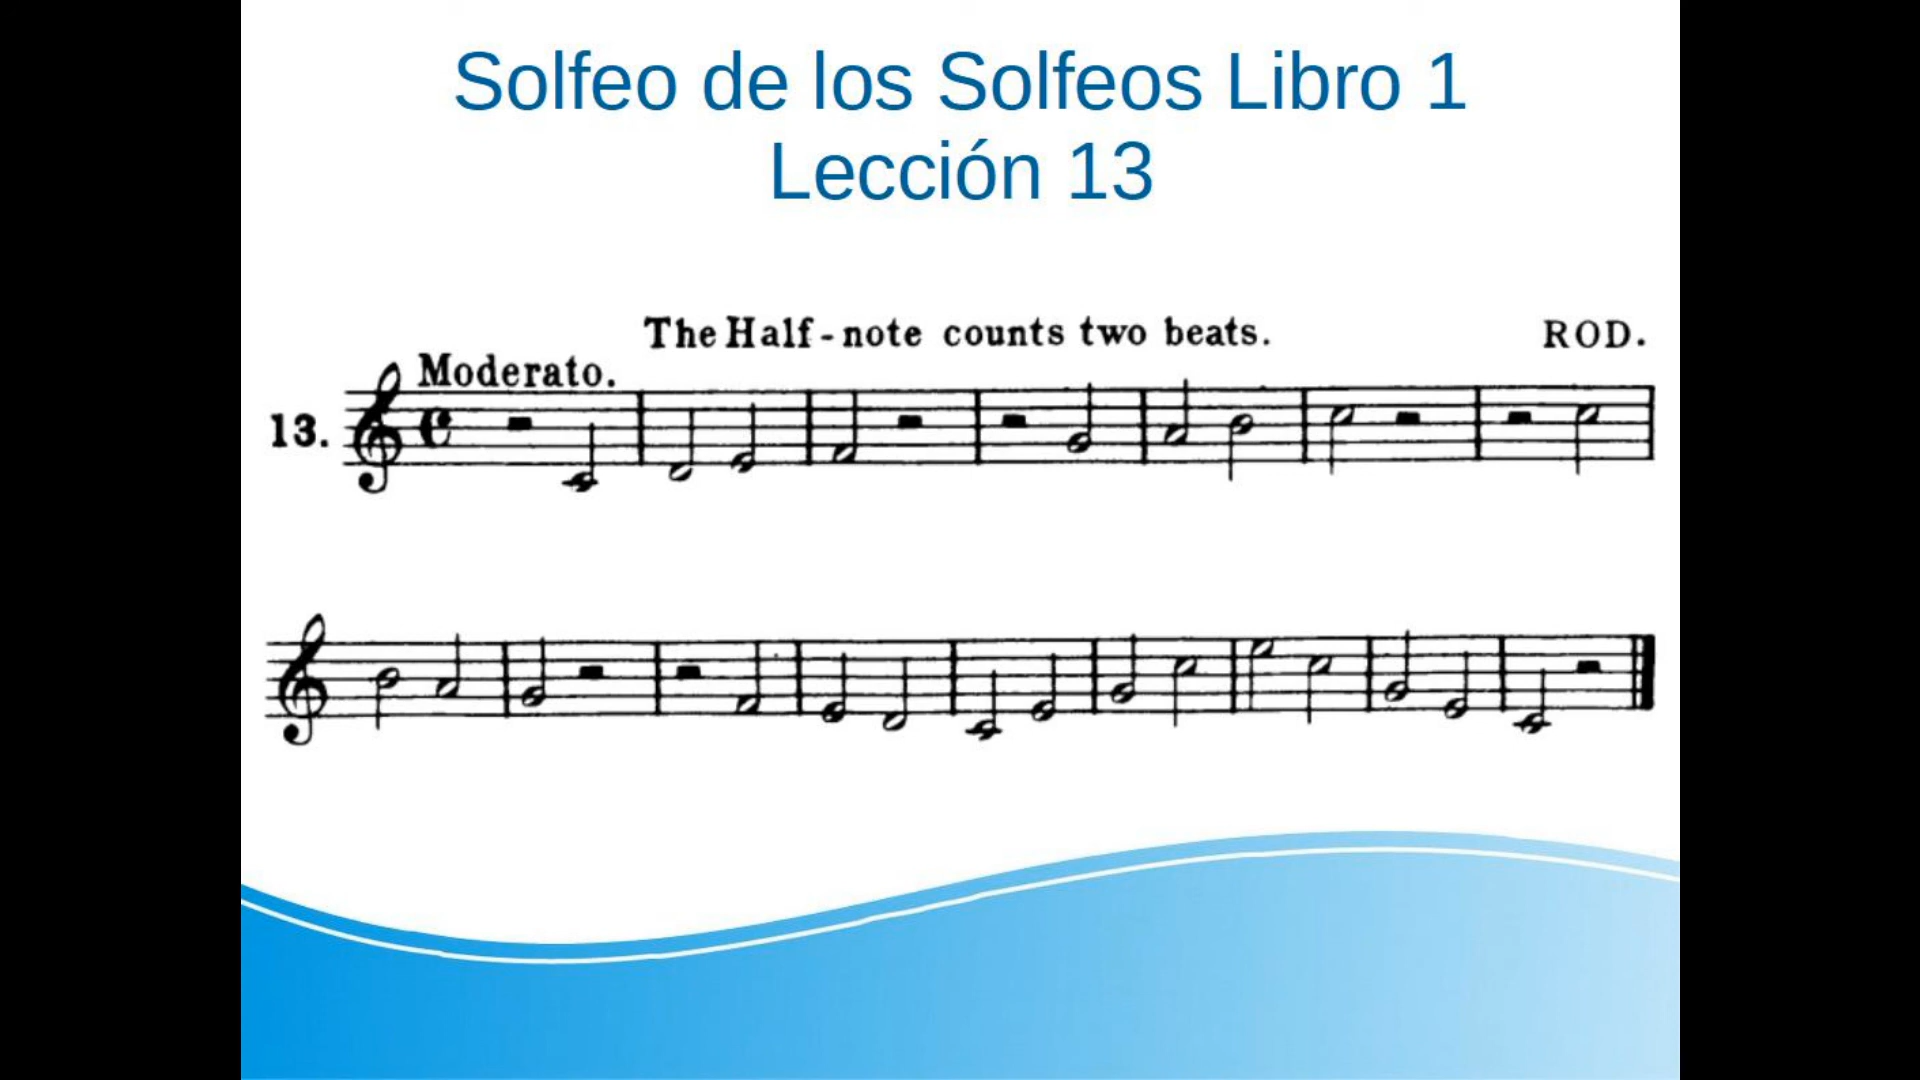 Solfeo de los Solfeos Libro 1
Lección 13
The Half-note counts two beats.
ROD.
Moderato.
13.